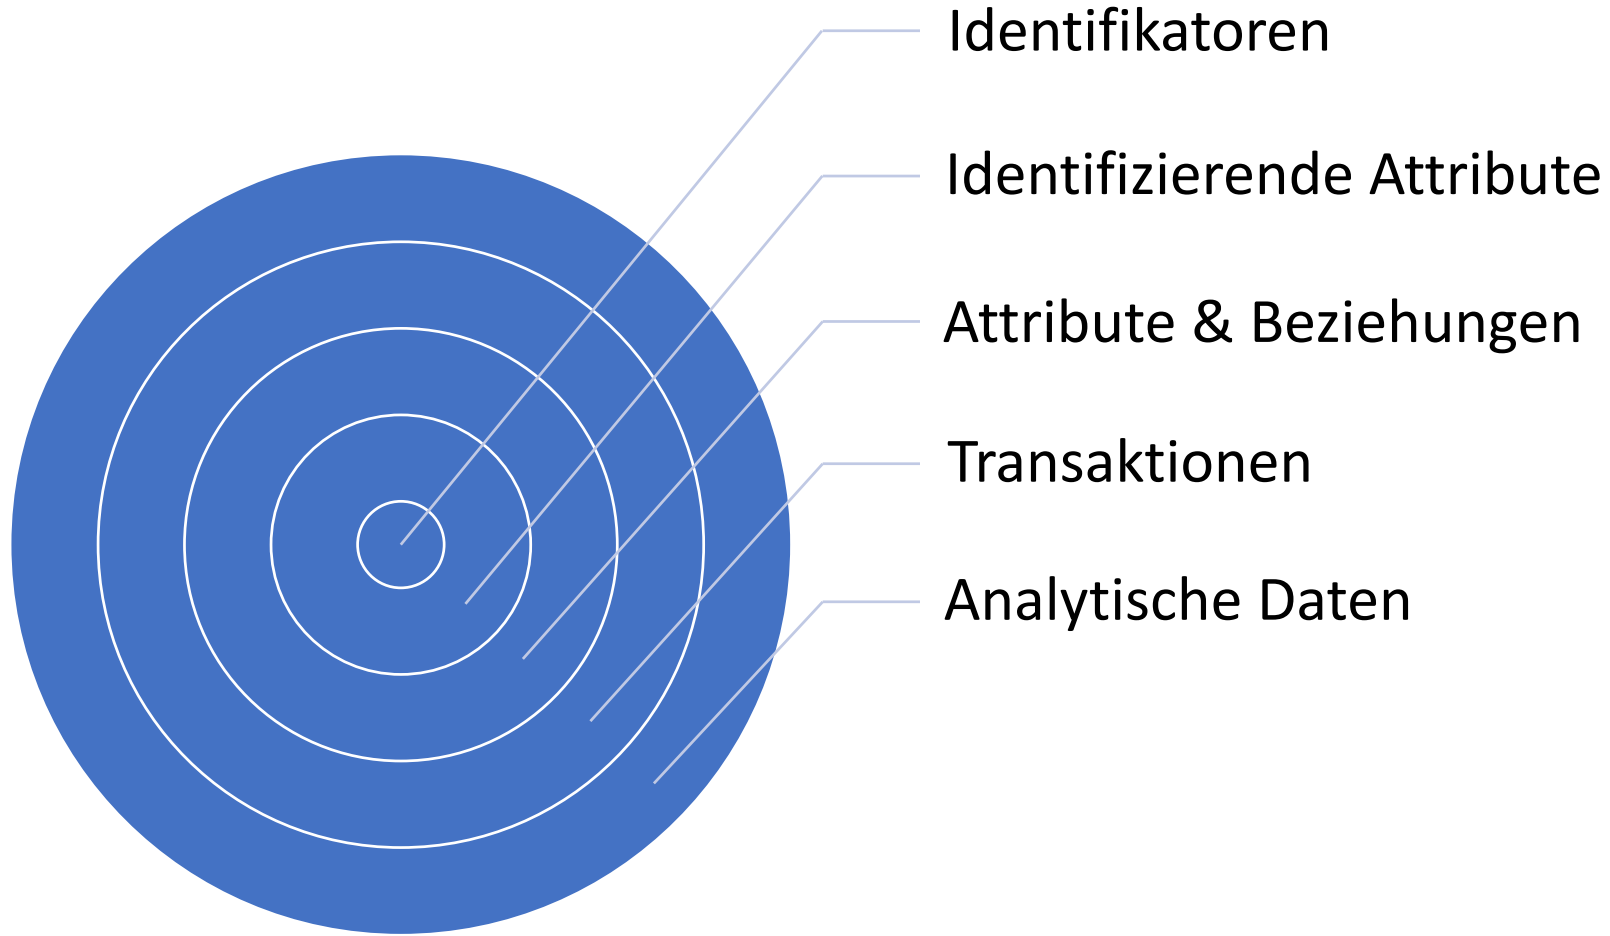 Identifikatoren
Identifizierende Attribute
Attribute & Beziehungen
Transaktionen
Analytische Daten